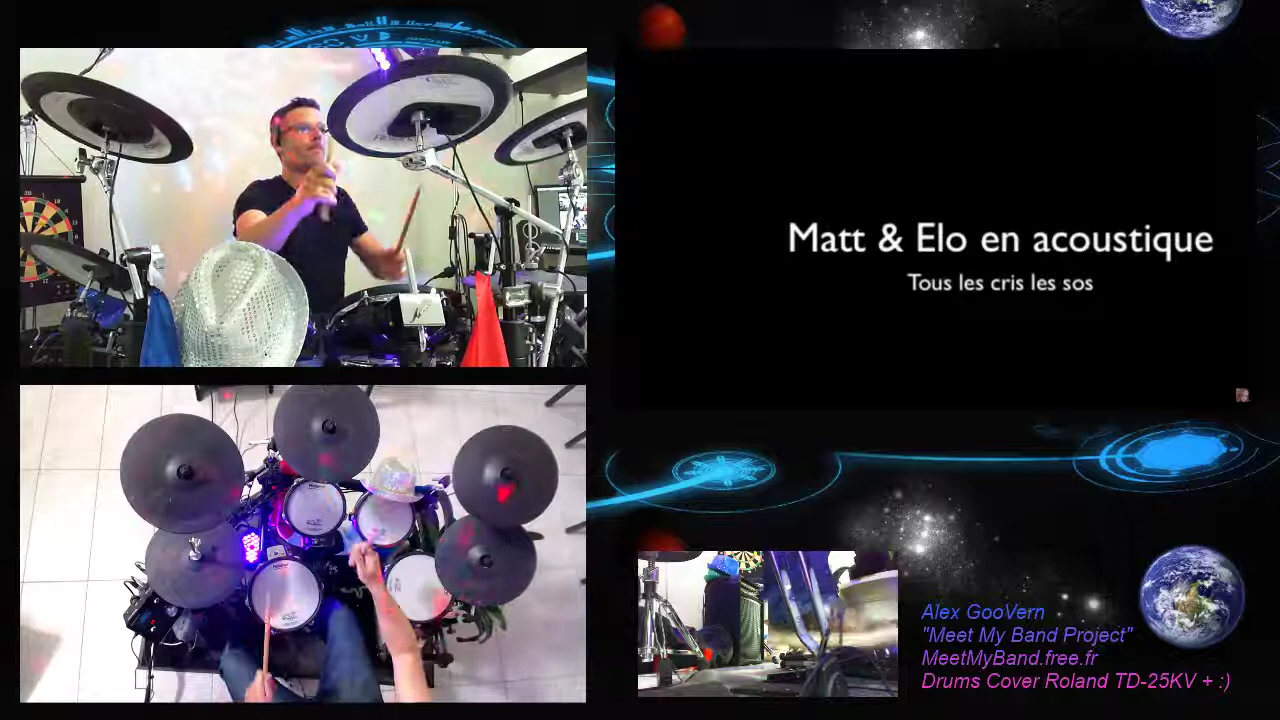 Matt & Elo en acoustique
Tous les cris les sos
Alex GooVern
"Meet My Band Project"
MeetMyBand.free.fr
Drums Cover Roland TD-25KV + :)